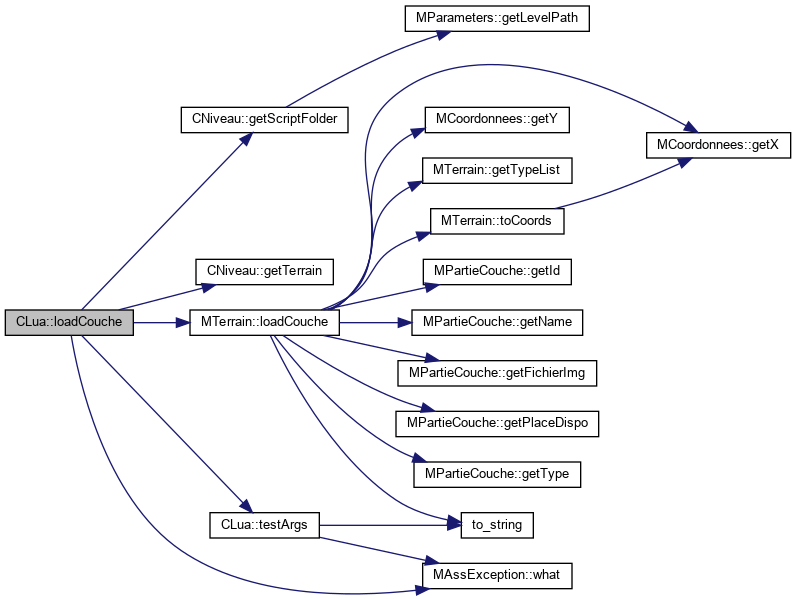 MParameters::getLevelPath
CNiveau::getScriptFolder
MCoordonnees::getY
MCoordonnees::getX
MTerrain::getTypeList
MTerrain::toCoords
CNiveau::getTerrain
MPartieCouche::getId
CLua::loadCouche
MTerrain::loadCouche
MPartieCouche::getName
MPartieCouche::getFichierImg
MPartieCouche::getPlaceDispo
MPartieCouche::getType
CLua::testArgs
to_string
MAssException::what